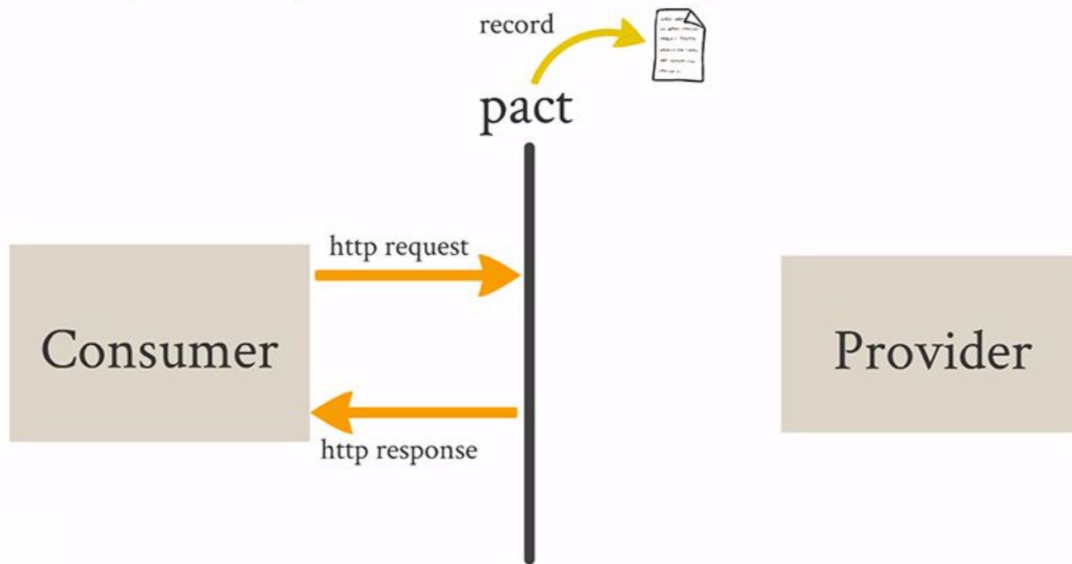 record
pact
http request
Consumer
Provider
http response